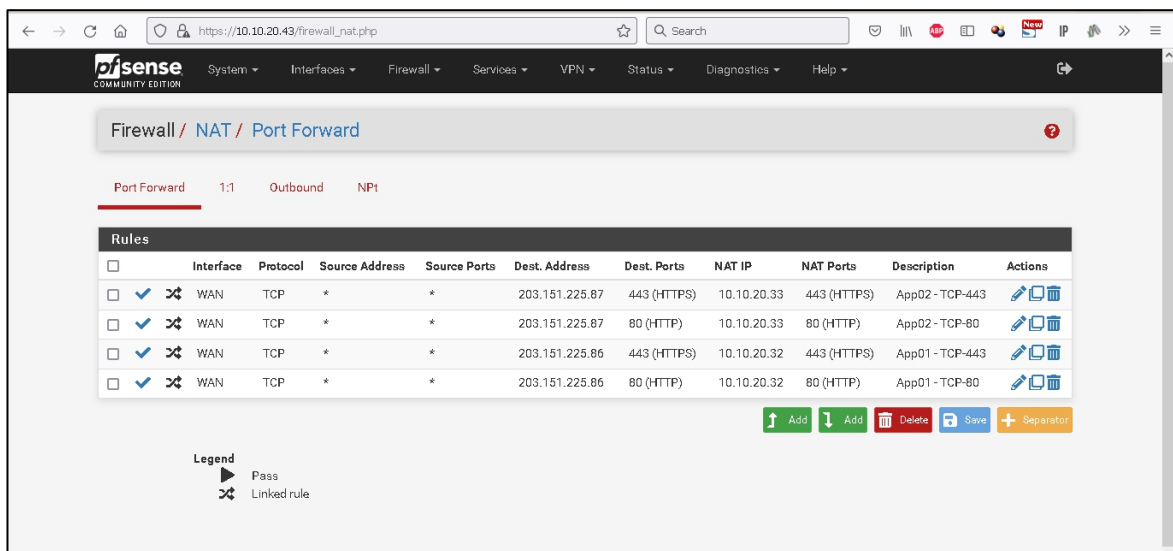 https://10.10.20.43/firewall_nat.php Search ABP New IP
pfsense System Interfaces Firewall Services VPN Status Diagnostics Help
COMMUNITY EDITION
Firewall / NAT / Port Forward
Port Forward 1:1 Outbound NPt
Rules
Interface Protocol Source Address Source Ports Dest. Address Dest. Ports NAT IP NAT Ports Description Actions
WAN TCP * * 203.151.225.87 443 (HTTPS) 10.10.20.33 443 (HTTPS) App02 - TCP-443
WAN TCP * * 203.151.225.87 80 (HTTP) 10.10.20.33 80 (HTTP) App02 - TCP-80
WAN TCP * * 203.151.225.86 443 (HTTPS) 10.10.20.32 443 (HTTPS) App01 - TCP-443
WAN TCP * * 203.151.225.86 80 (HTTP) 10.10.20.32 80 (HTTP) App01 - TCP-80
Add Add Delete Save Separator
Legend
Pass
Linked rule